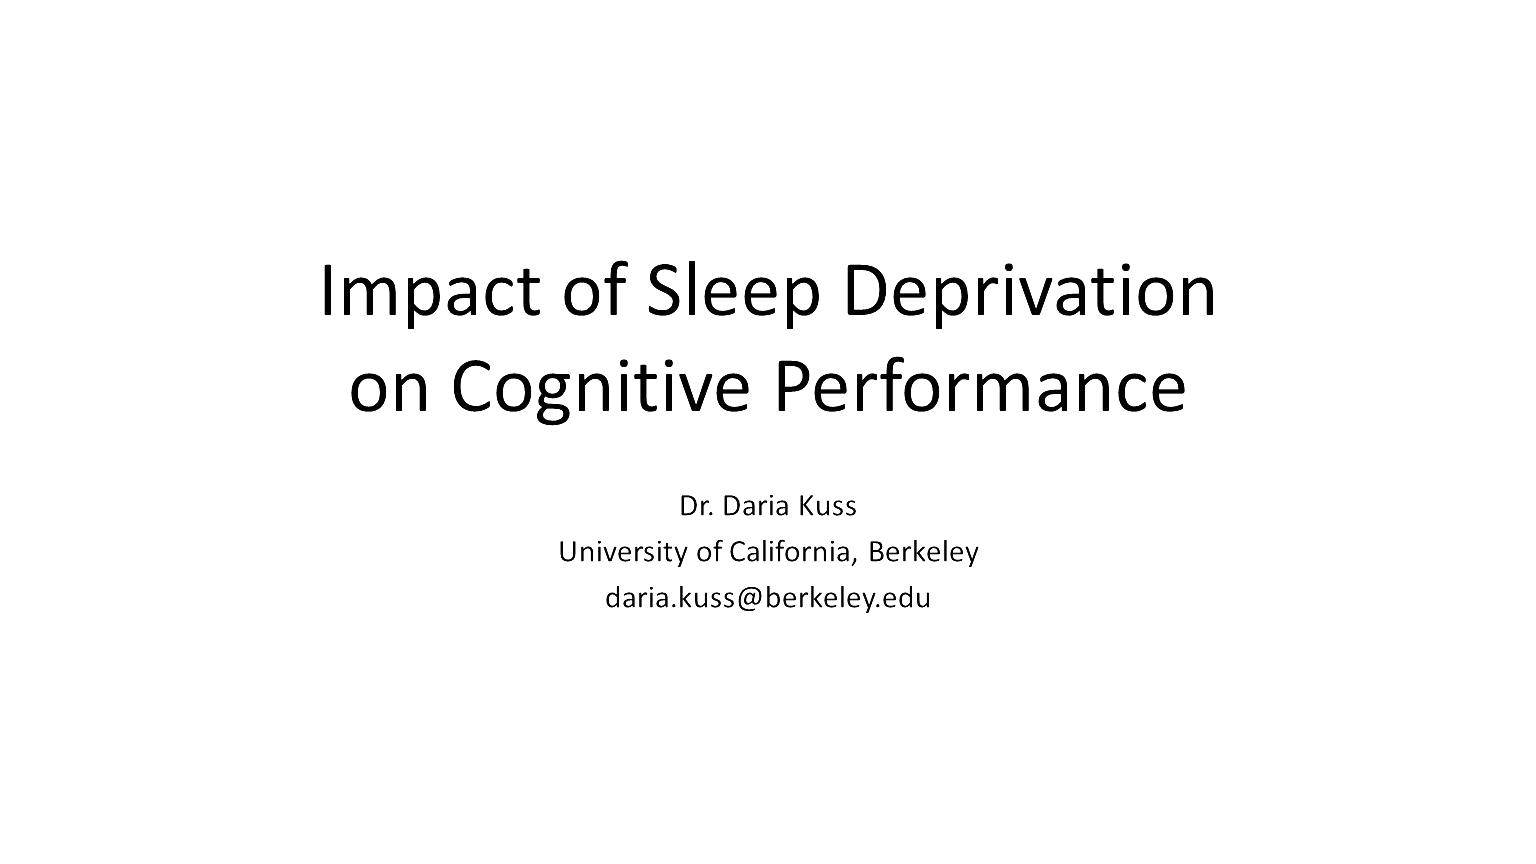 Impact of Sleep Deprivation
on Cognitive Performance
Dr. Daria Kuss
University of California, Berkeley
daria.kuss@berkeley.edu